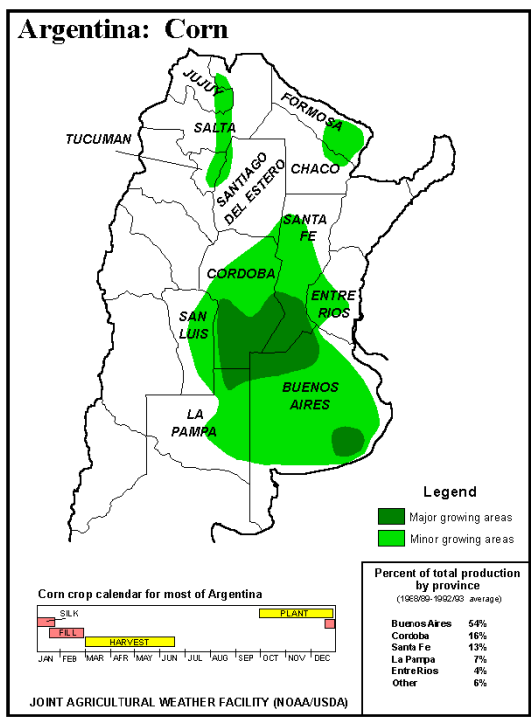 Argentina: Corn
JUJUY
FORMOSA
SALTA
TUCUMAN
CHACO
SANTIAGO
DEL ESTERO
SANTA
FE
CORDOBA
ENTRE
RIOS
SAN
LUIS
BUENOS
AIRES
LA
PAMPA
Legend
Major growing areas
Minor growing areas
Corn crop calendar for most of Argentina
SILK
PLANT
FILL
HARVEST
JAN FEB MAR APR MAY JUN JUL AUG SEP OCT NOV DEC
JOINT AGRICULTURAL WEATHER FACILITY (NOAA/USDA)
Percent of total production
by province
(1988/89-1992/93 average)
Buenos Aires 54%
Cordoba 16%
Santa Fe 13%
La Pampa 7%
Entre Rios 4%
Other 6%